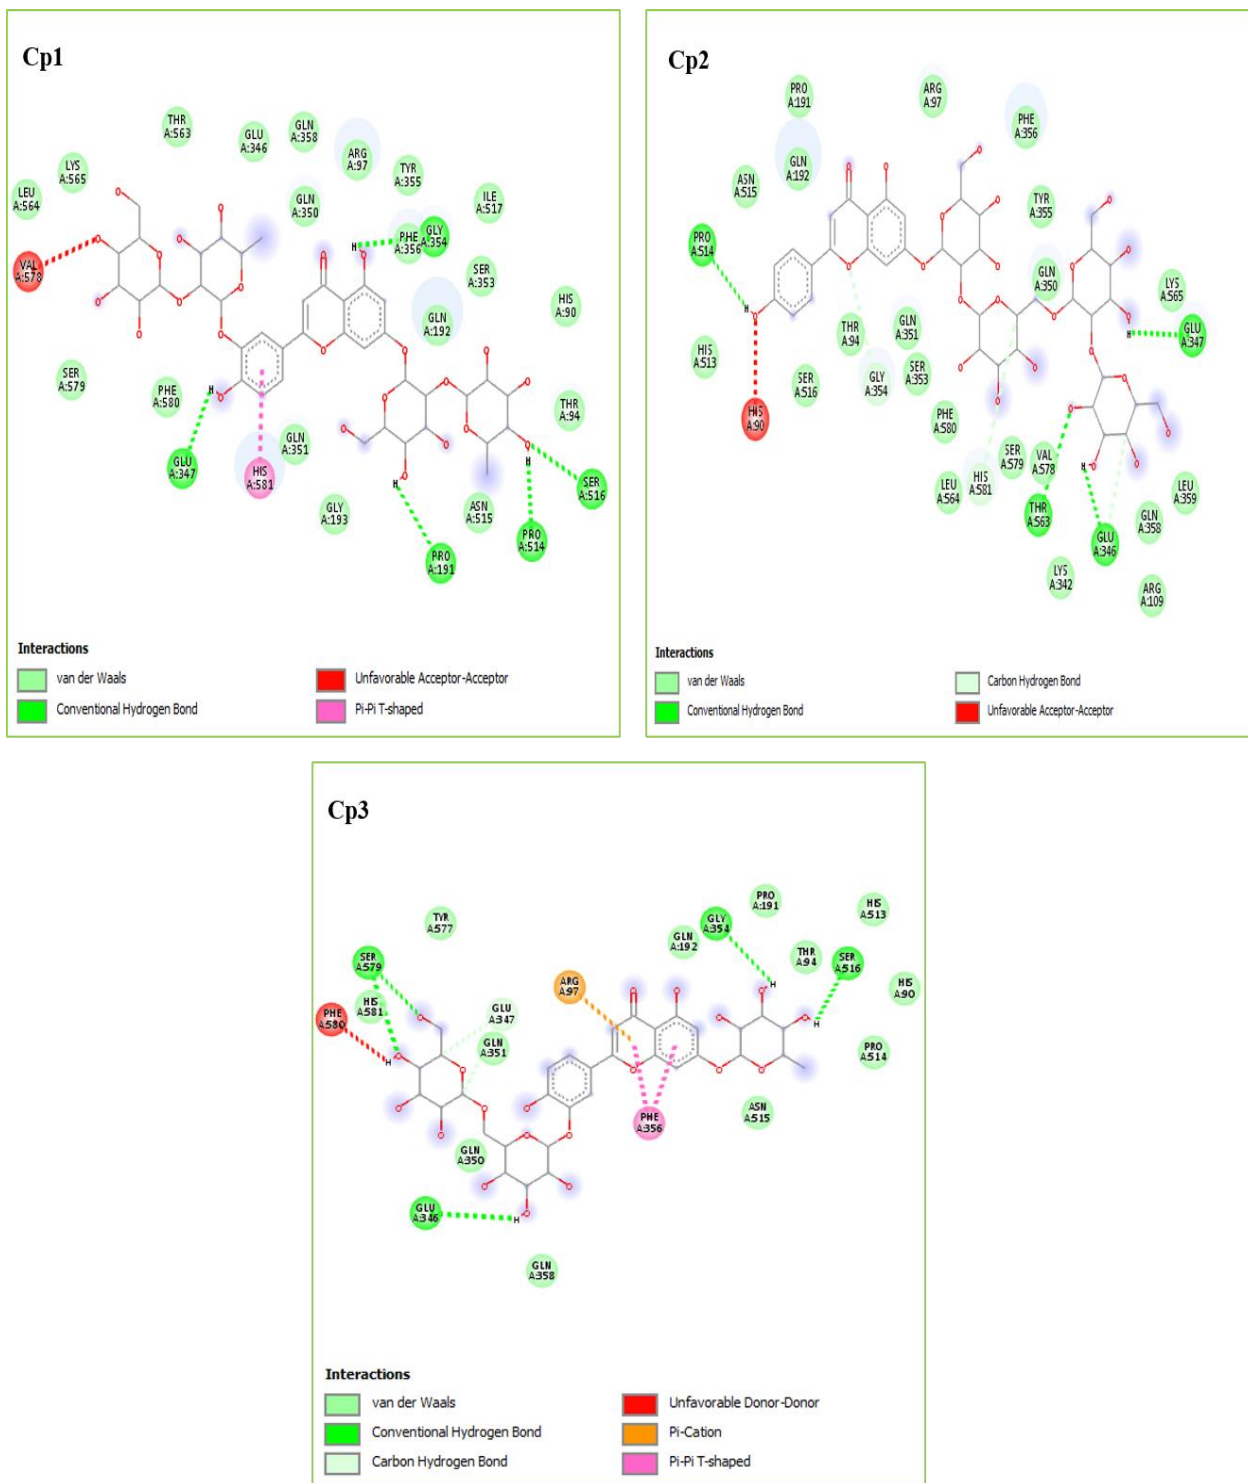 Cp1
THR
A:563
GLU
A:346
GLN
A:358
ARG
A:97
TYR
A:355
LYS
A:565
LEU
A:564
GLN
A:350
ILE
A:517
PHE
A:356
GLY
A:354
VAL
A:578
SER
A:353
HIS
A:90
GLN
A:192
H
SER
A:579
PHE
A:580
H
THR
A:94
GLN
A:351
GLU
A:347
HIS
A:581
H
H
SER
A:516
GLY
A:193
ASN
A:515
PRO
A:514
PRO
A:191
Interactions
van der Waals
Conventional Hydrogen Bond
Unfavorable Acceptor-Acceptor
Pi-Pi T-shaped
Cp2
PRO
A:191
ARG
A:97
PHE
A:356
GLN
A:192
ASN
A:515
TYR
A:355
PRO
A:514
GLN
A:350
LYS
A:565
H
THR
A:94
GLN
A:351
H
GLU
A:347
HIS
A:513
SER
A:516
GLY
A:354
SER
A:353
HIS
A:90
PHE
A:580
SER
A:579
VAL
A:578
H
LEU
A:564
HIS
A:581
LEU
A:359
THR
A:563
GLU
A:346
GLN
A:358
LYS
A:342
ARG
A:109
Interactions
van der Waals
Conventional Hydrogen Bond
Carbon Hydrogen Bond
Unfavorable Acceptor-Acceptor
Cp3
TYR
A:577
PRO
A:191
HIS
A:513
GLY
A:354
GLN
A:192
THR
A:94
SER
A:516
SER
A:579
ARG
A:97
HIS
A:90
HIS
A:581
GLU
A:347
PHE
A:580
H
H
H
GLN
A:351
PRO
A:514
PHE
A:356
ASN
A:515
GLN
A:350
GLU
A:346
H
GLN
A:358
Interactions
van der Waals
Conventional Hydrogen Bond
Carbon Hydrogen Bond
Unfavorable Donor-Donor
Pi-Cation
Pi-Pi T-shaped